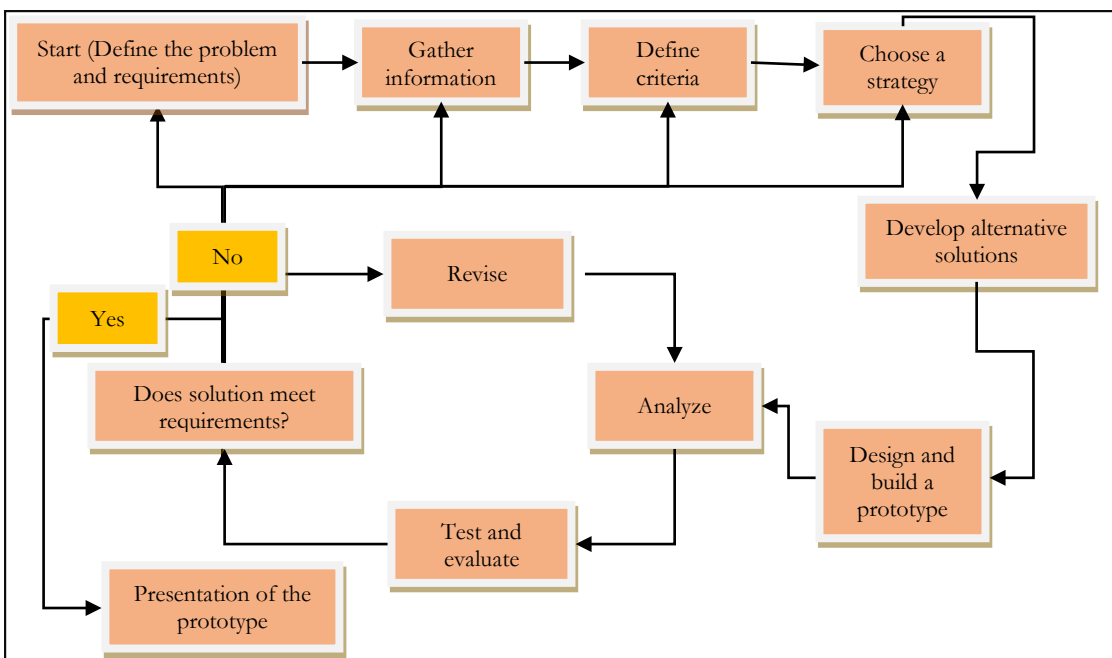 Start (Define the problem
and requirements)
Gather
information
Define
criteria
Choose a
strategy
Develop alternative
solutions
No
Revise
Yes
Does solution meet
requirements?
Analyze
Design and
build a
prototype
Test and
evaluate
Presentation of the
prototype